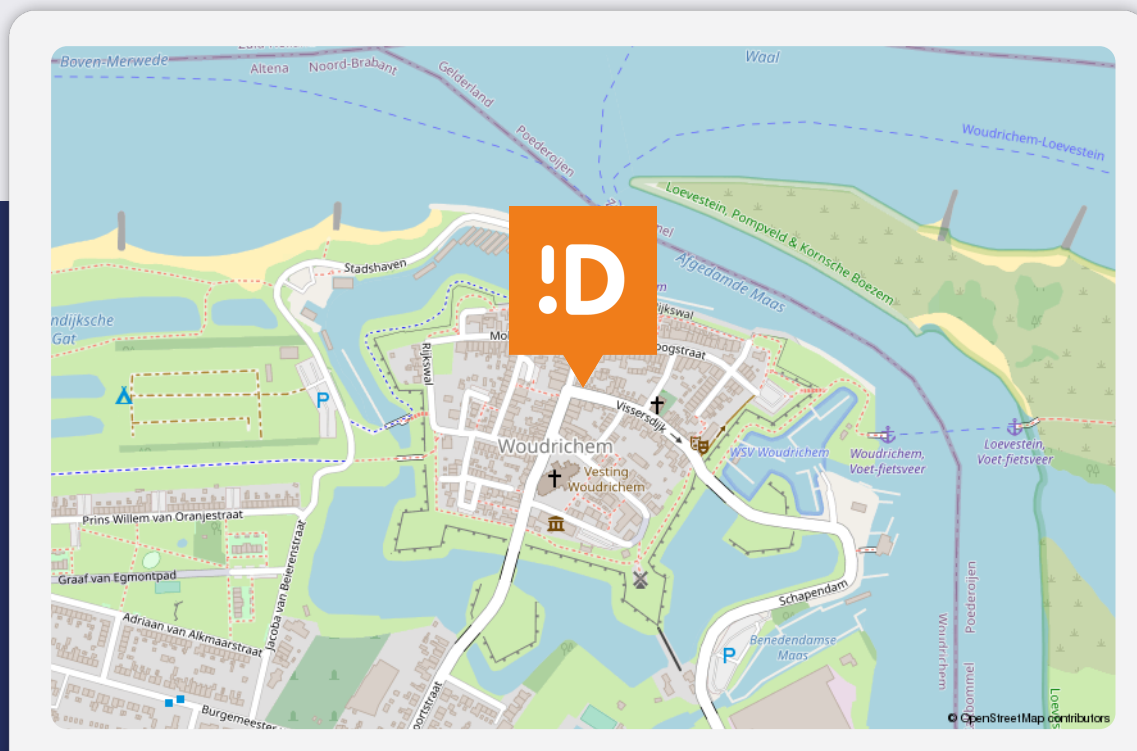 Boven-Merwede
Altena
Noord-Brabant
Gelderland
Poederoijen
Waal
Woudrichem-Loevestein
Loevestein, Pompveld & Kornsche Boezem
Afgedamde Maas
Stadshaven
ndijksche
Gat
Rijkswal
!D
Vissersdijk
Woudrichem
Vesting
Woudrichem
WSV Woudrichem
Woudrichem,
Voet-fietsveer
Loevestein,
Voet-fietsveer
P
Prins Willem van Oranjestraat
Graaf van Egmontpad
Jacoba van Beierenstraat
Adriaan van Alkmaarstraat
Burgemeester
Schapendam
Benedendamse
Maas
P
Poederoijen
Woudrichem
© OpenStreetMap contributors